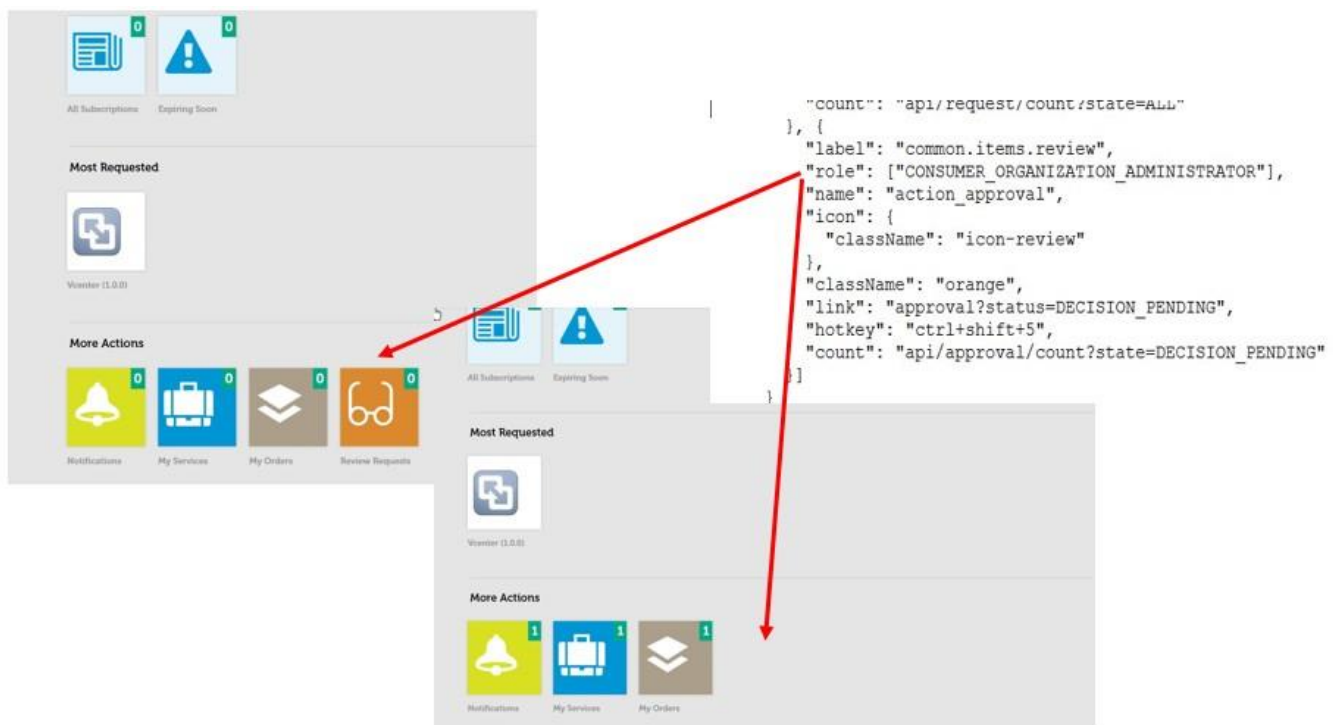 0 0
All Subscriptions Expiring Soon
Most Requested
Vcenter (1.0.0)
More Actions
0 0 0 0
Notifications My Services My Orders Review Requests
"count": "api/request/count?state=ALL"
}, {
"label": "common.items.review",
"role": ["CONSUMER_ORGANIZATION_ADMINISTRATOR"],
"name": "action_approval",
"icon": {
"className": "icon-review"
},
"className": "orange",
"link": "approval?status=DECISION_PENDING",
"hotkey": "ctrl+shift+5",
"count": "api/approval/count?state=DECISION_PENDING"
}]
}
All Subscriptions Expiring Soon
Most Requested
Vcenter (1.0.0)
More Actions
1 1 1
Notifications My Services My Orders